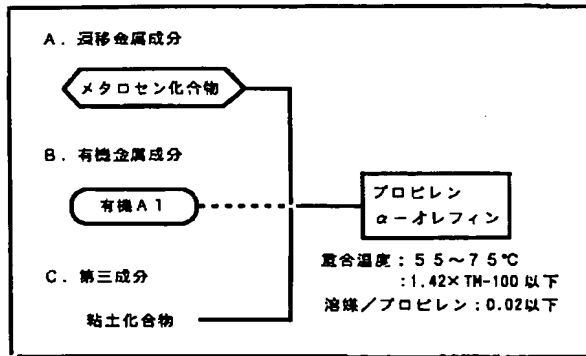 A. 遷移金属成分
メタロセン化合物
B. 有機金属成分
有機Al
C. 第三成分
粘土化合物
プロピレン
α-オレフィン
重合温度：55～75℃
：1.42×TM-100以下
溶媒／プロピレン：0.02以下